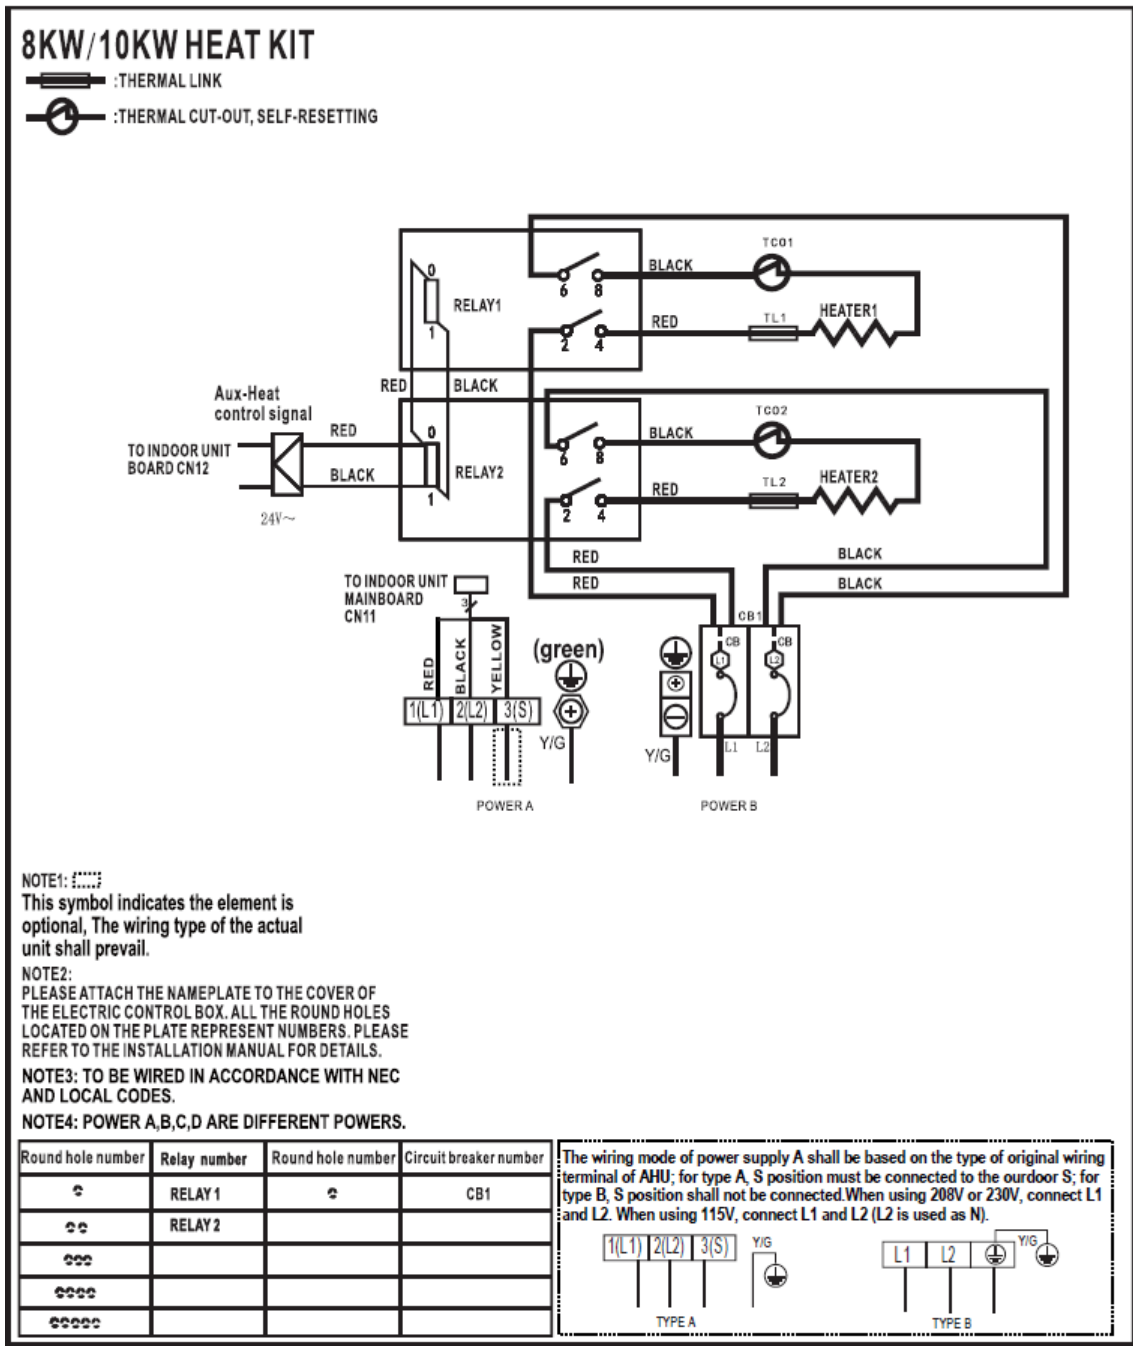 8KW/10KW HEAT KIT
:THERMAL LINK
:THERMAL CUT-OUT, SELF-RESETTING
TCO1
BLACK
0
6 8
RELAY1
HEATER1
TL1
RED
1
2 4
RED
BLACK
Aux-Heat
control signal
TCO2
RED
0
BLACK
TO INDOOR UNIT
BOARD CN12
6 8
BLACK
RELAY2
HEATER2
TL2
RED
1
2 4
24V~
RED
BLACK
TO INDOOR UNIT
MAINBOARD
CN11
RED
BLACK
3
CB1
CB
CB
L1
L2
RED
BLACK
YELLOW
(green)
1(L1) 2(L2) 3(S)
Y/G
Y/G
L1 L2
POWER A
POWER B
NOTE1:
This symbol indicates the element is
optional, The wiring type of the actual
unit shall prevail.
NOTE2:
PLEASE ATTACH THE NAMEPLATE TO THE COVER OF
THE ELECTRIC CONTROL BOX. ALL THE ROUND HOLES
LOCATED ON THE PLATE REPRESENT NUMBERS. PLEASE
REFER TO THE INSTALLATION MANUAL FOR DETAILS.
NOTE3: TO BE WIRED IN ACCORDANCE WITH NEC
AND LOCAL CODES.
NOTE4: POWER A,B,C,D ARE DIFFERENT POWERS.
Round hole number Relay number Round hole number Circuit breaker number
RELAY 1 CB1
RELAY 2
The wiring mode of power supply A shall be based on the type of original wiring
terminal of AHU; for type A, S position must be connected to the ourdoor S; for
type B, S position shall not be connected.When using 208V or 230V, connect L1
and L2. When using 115V, connect L1 and L2 (L2 is used as N).
1(L1) 2(L2) 3(S) Y/G
L1 L2 Y/G
TYPE A
TYPE B